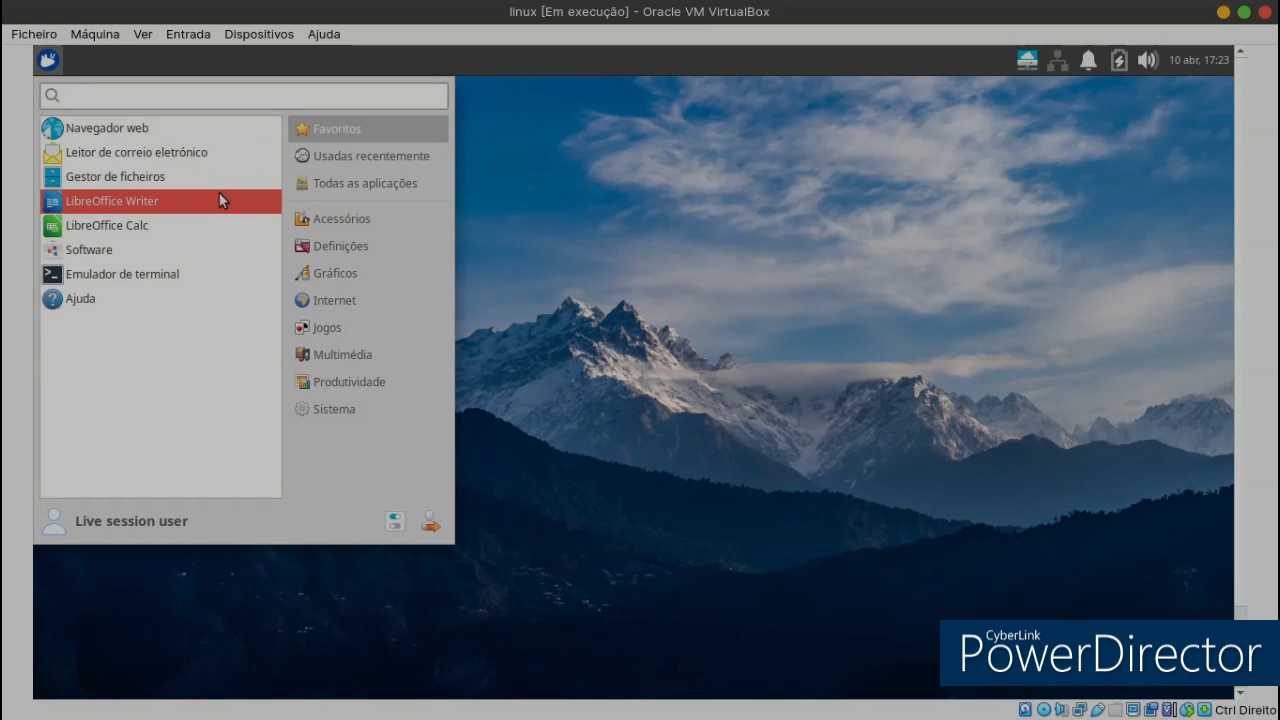 linux [Em execução] - Oracle VM VirtualBox
Ficheiro Máquina Ver Entrada Dispositivos Ajuda
10 abr, 17:23
Navegador web
Leitor de correio eletrónico
Gestor de ficheiros
LibreOffice Writer
LibreOffice Calc
Software
Emulador de terminal
Ajuda
Favoritos
Usadas recentemente
Todas as aplicações
Acessórios
Definições
Gráficos
Internet
Jogos
Multimédia
Produtividade
Sistema
Live session user
CyberLink
PowerDirector
Ctrl Direito